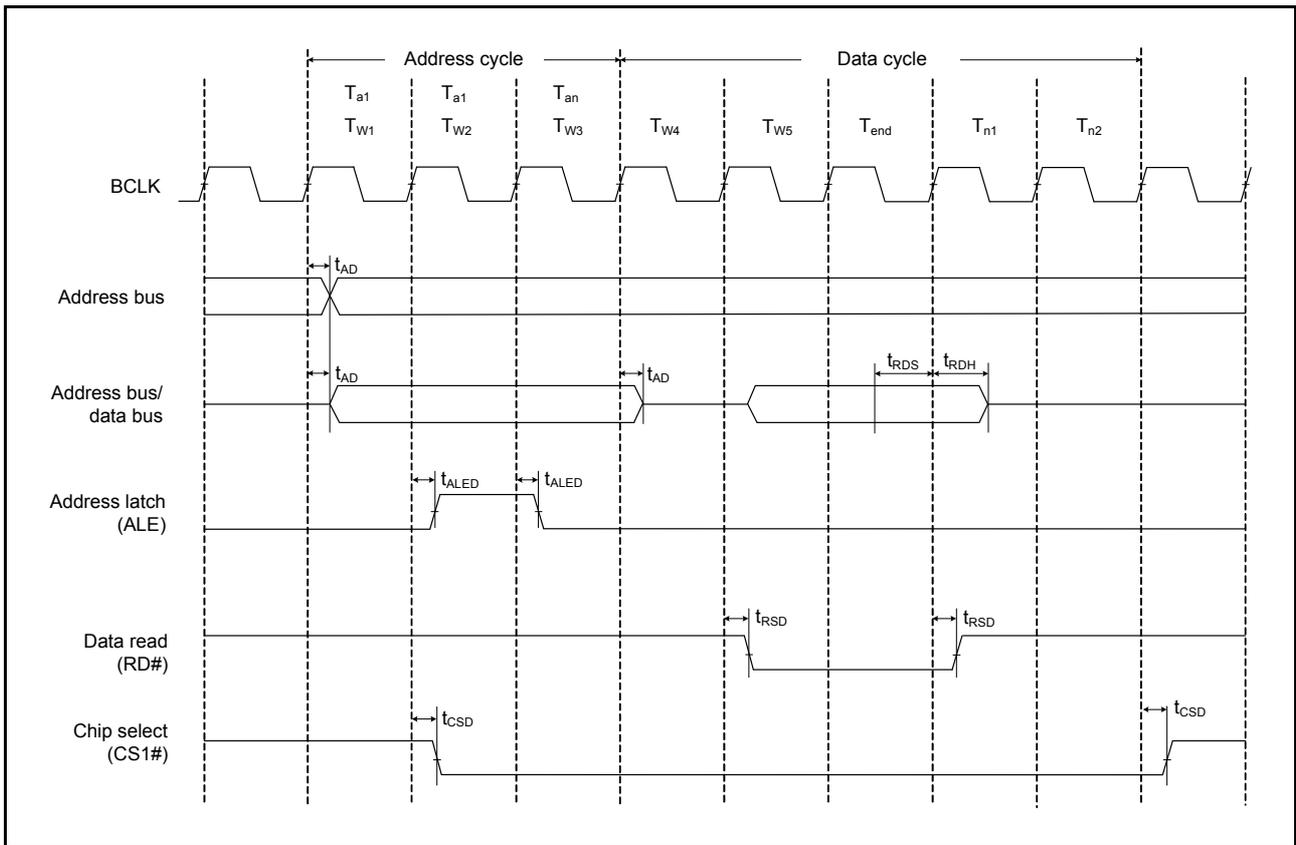 Address cycle Data cycle
Ta1 Ta1 Tan
TW1 TW2 TW3 TW4 TW5 Tend Tn1 Tn2
BCLK
tAD
Address bus
tRDS tRDH
tAD tAD
Address bus/
data bus
tALED tALED
Address latch
(ALE)
tRSD tRSD
Data read
(RD#)
tCSD tCSD
Chip select
(CS1#)